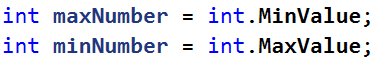 int maxNumber = int.MinValue;
int minNumber = int.MaxValue;